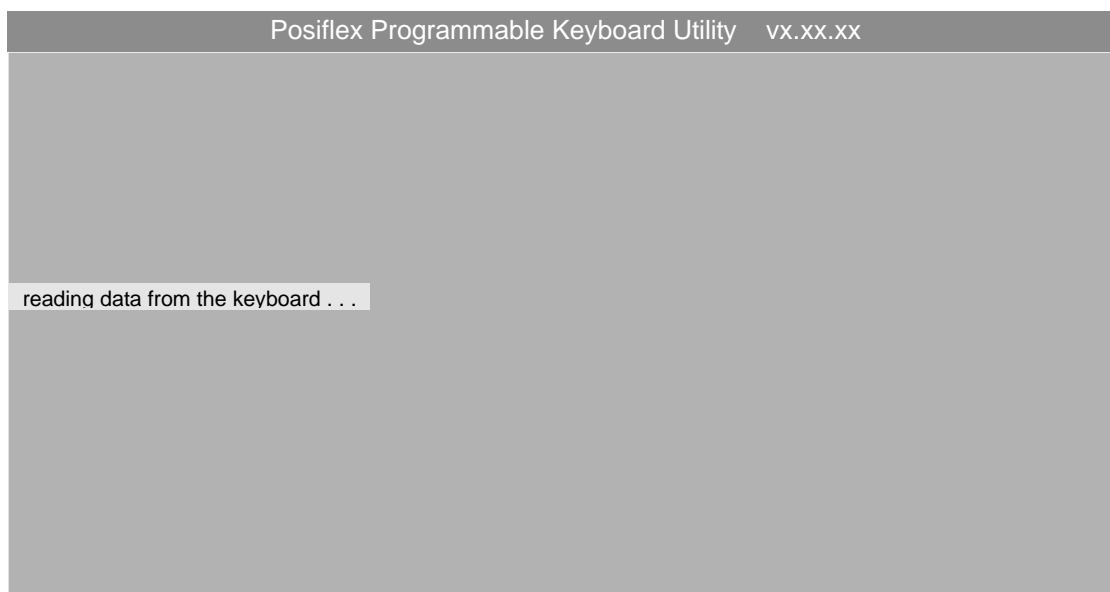 Posiflex Programmable Keyboard Utility vx.xx.xx
reading data from the keyboard . . .